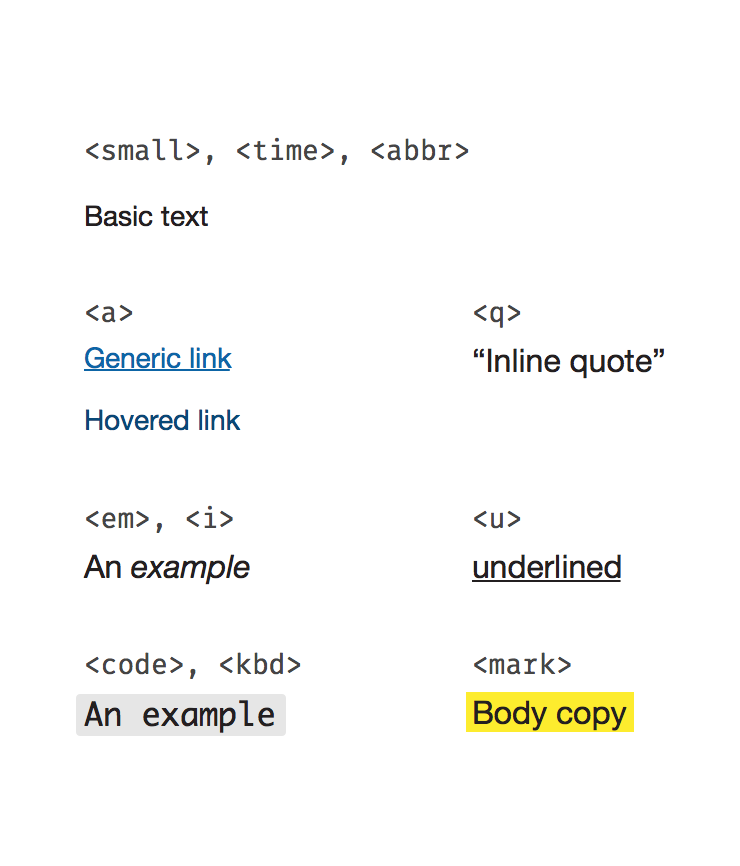 <small>, <time>, <abbr>
Basic text
<a>
Generic link
Hovered link
<q>
“Inline quote”
<em>, <i>
An example
<u>
underlined
<code>, <kbd>
An example
<mark>
Body copy